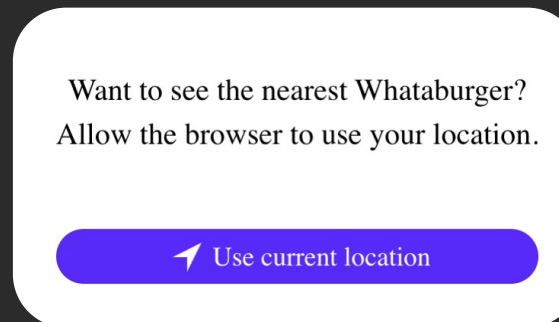 Want to see the nearest Whataburger?
Allow the browser to use your location.
Use current location